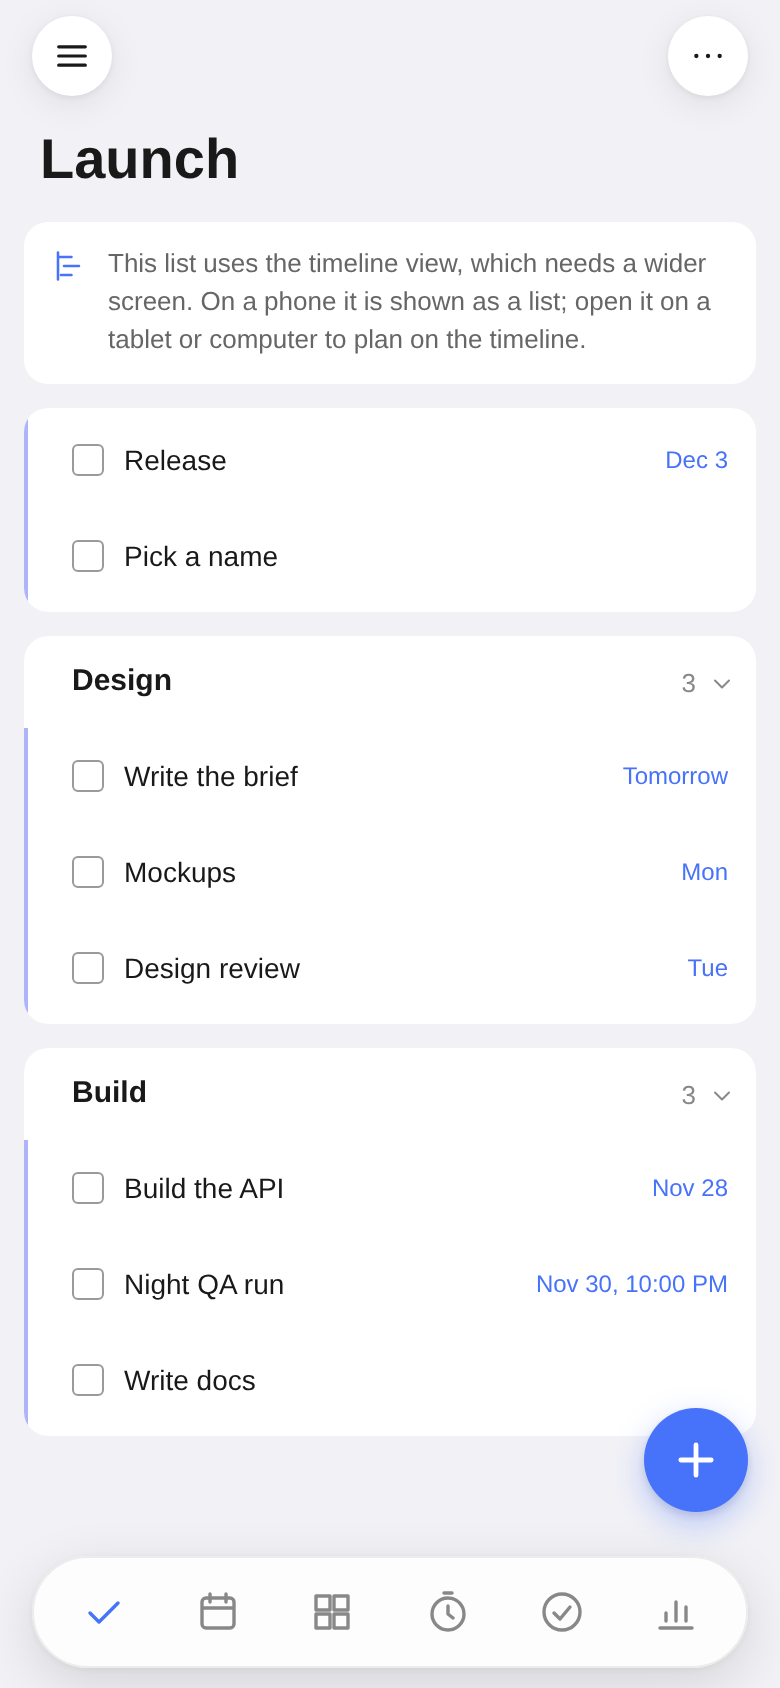 Launch
This list uses the timeline view, which needs a wider
screen. On a phone it is shown as a list; open it on a
tablet or computer to plan on the timeline.
Release Dec 3
Pick a name
Design 3
Write the brief Tomorrow
Mockups Mon
Design review Tue
Build 3
Build the API Nov 28
Night QA run Nov 30, 10:00 PM
Write docs